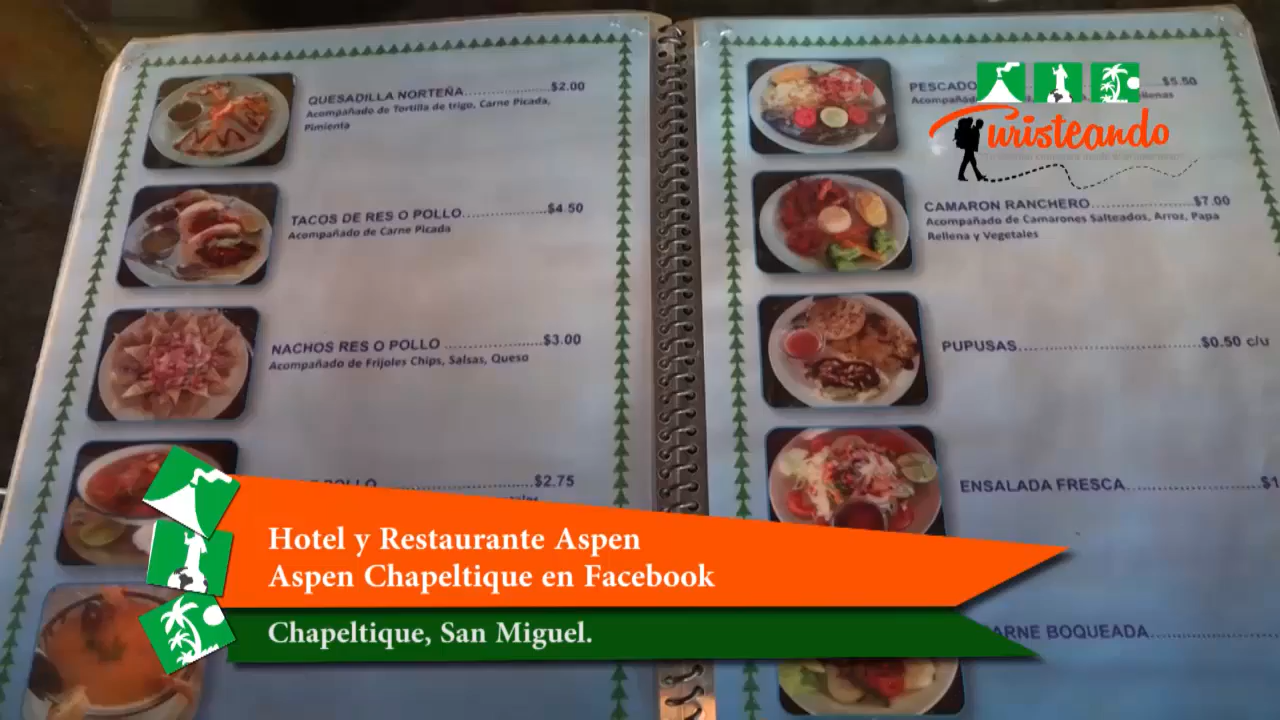 QUESADILLA NORTEÑA..................$2.00
Acompañado de Tortilla de trigo, Carne Picada,
Pimienta
TACOS DE RES O POLLO..................$4.50
Acompañado de Carne Picada
NACHOS RES O POLLO ..................$3.00
Acompañado de Frijoles Chips, Salsas, Queso
POLLO..................$2.75
PESCADO
$5.50
Turisteando
CAMARON RANCHERO..................$7.00
Acompañado de Camarones Salteados, Arroz, Papa
Rellena y Vegetales
PUPUSAS..................$0.50 c/u
ENSALADA FRESCA..................$1
BOQUEADA..................
Hotel y Restaurante Aspen
Aspen Chapeltique en Facebook
Chapeltique, San Miguel.